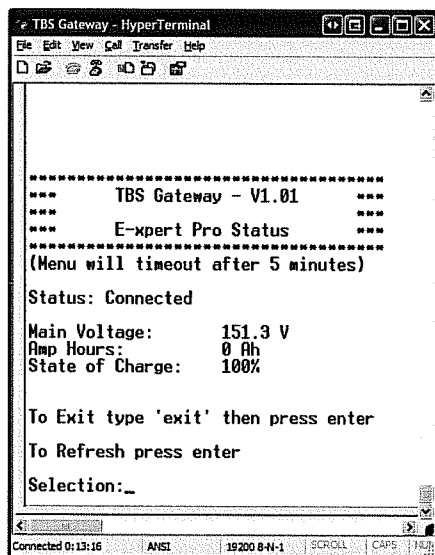 TBS Gateway - HyperTerminal
File Edit View Call Transfer Help
***************************************
*** TBS Gateway - V1.01 ***
*** ***
*** E-xpert Pro Status ***
***************************************
(Menu will timeout after 5 minutes)
Status: Connected
Main Voltage: 151.3 V
Amp Hours: 0 Ah
State of Charge: 100%
To Exit type 'exit' then press enter
To Refresh press enter
Selection:_
Connected 0:13:16 ANSI 19200 8-N-1 SCROLL CAPS NUM